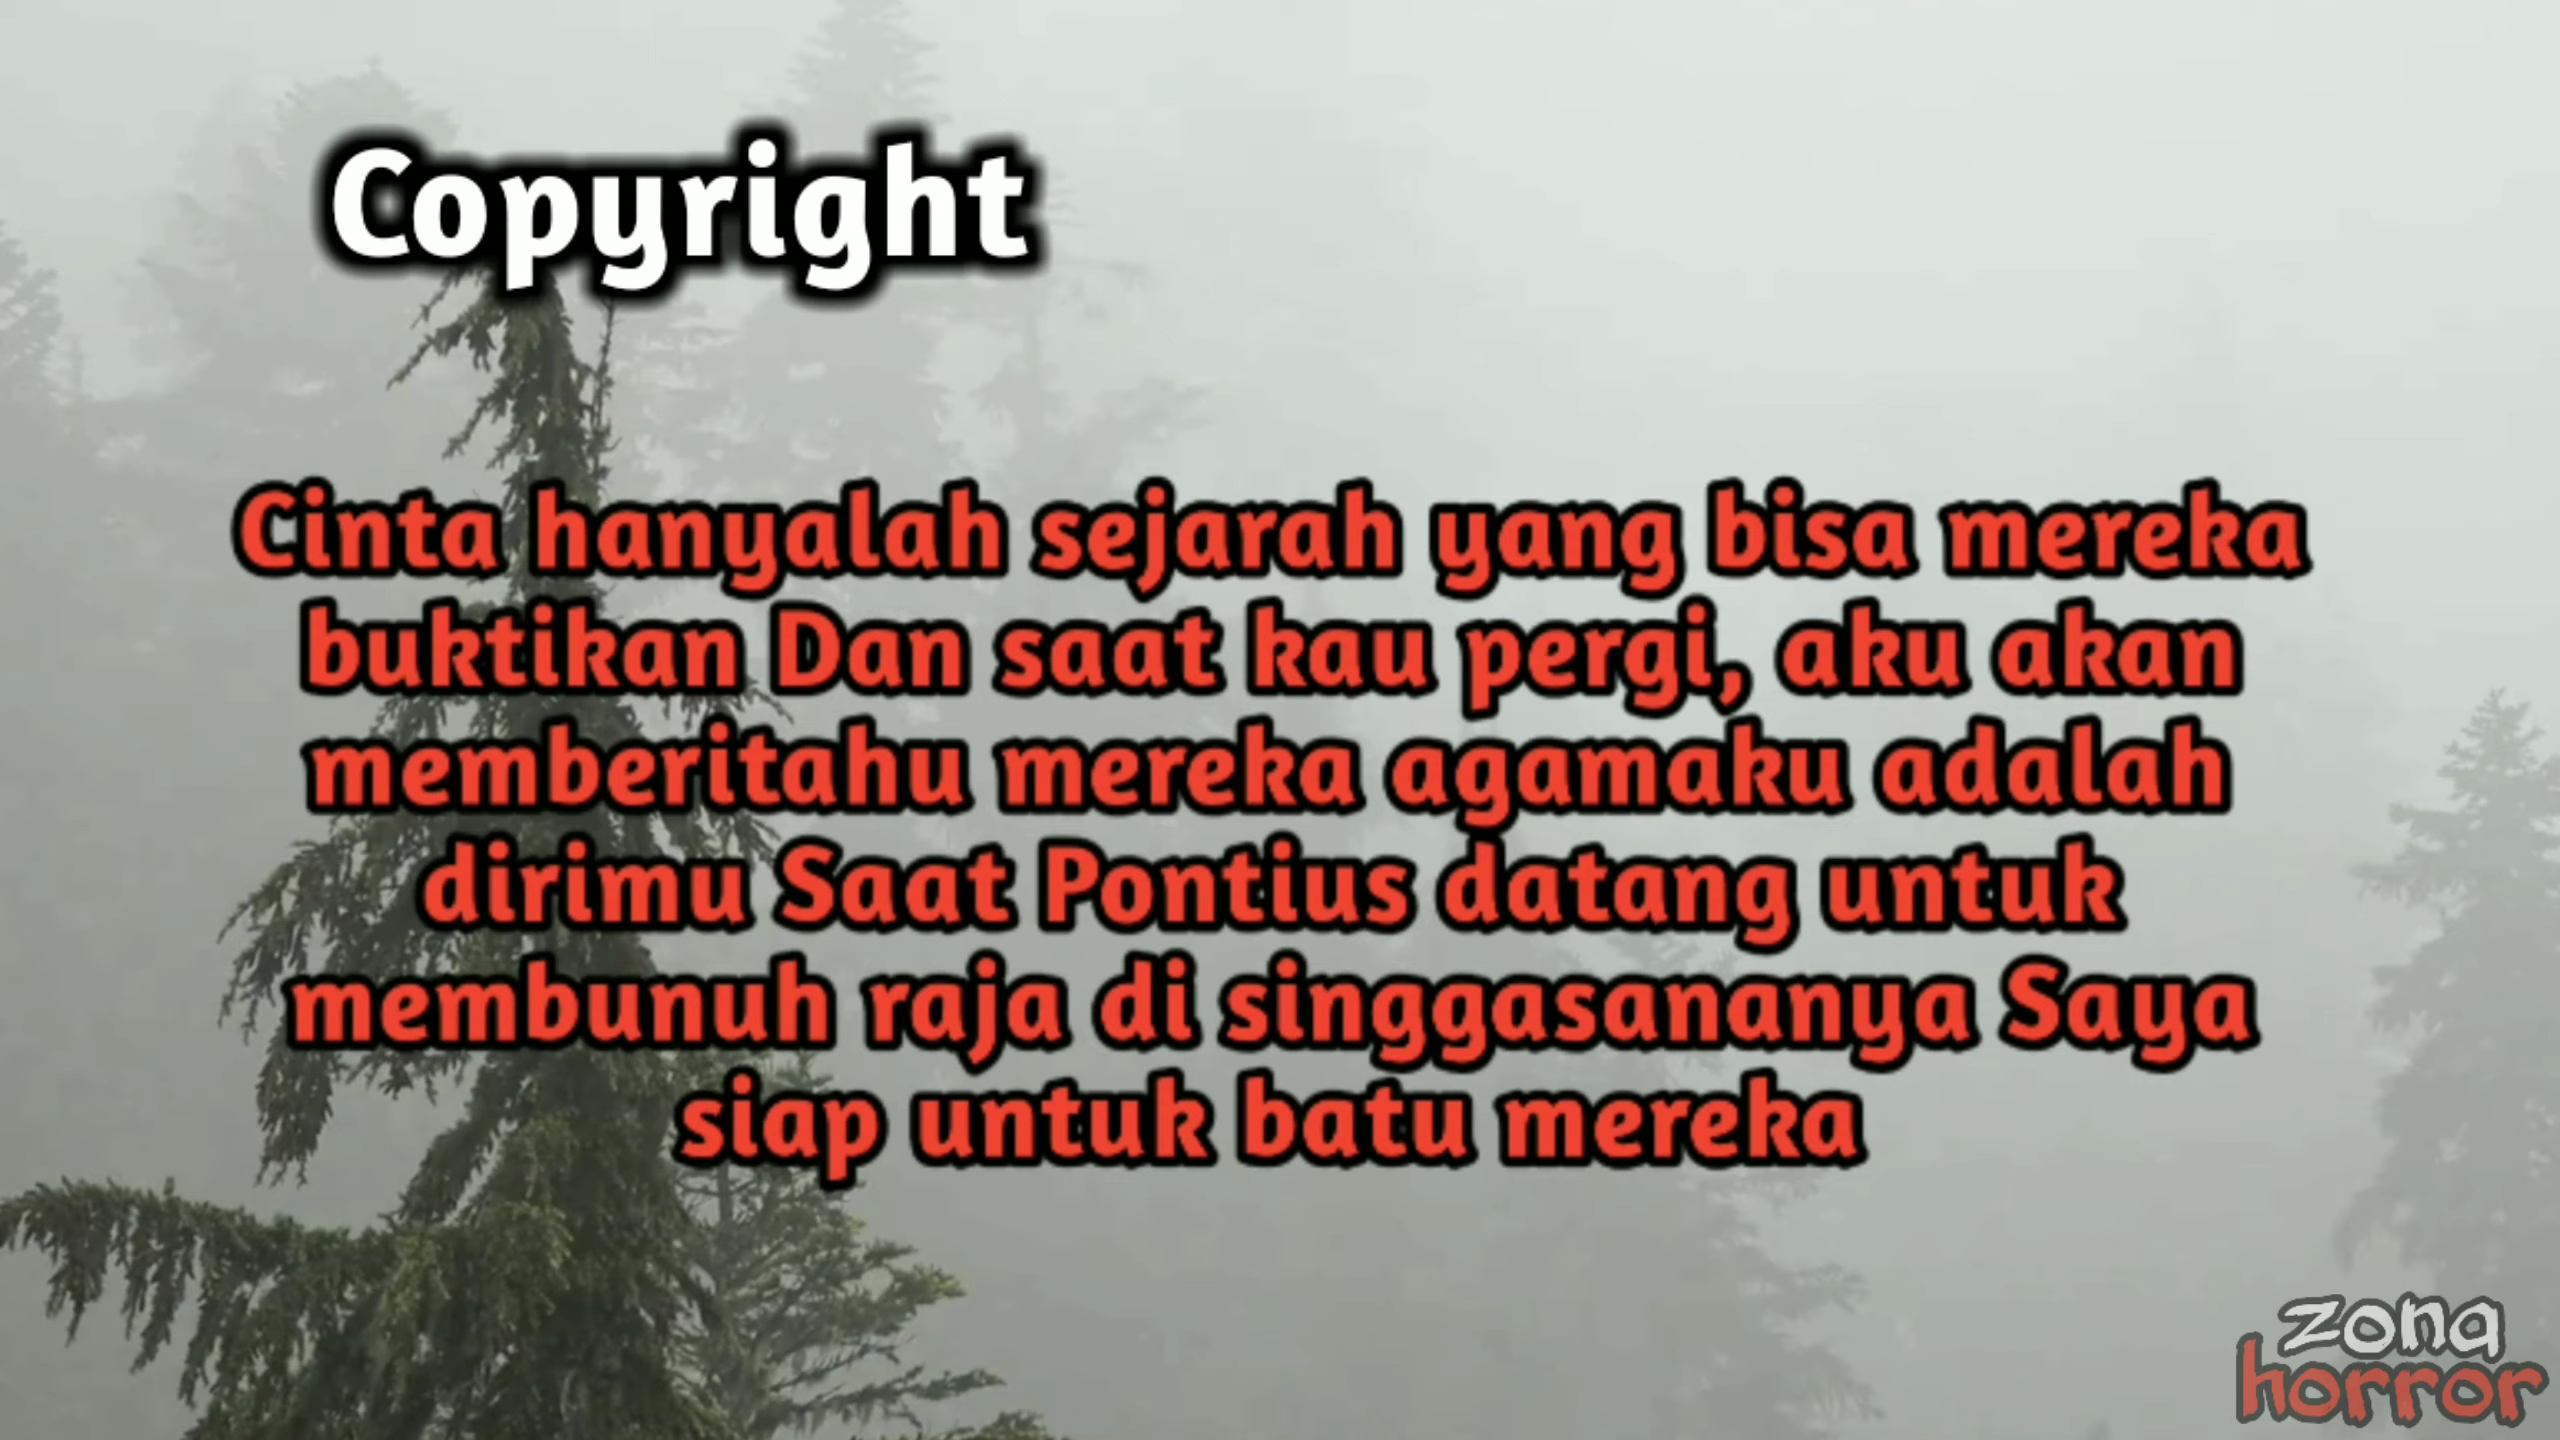 Copyright
Cinta hanyalah sejarah yang bisa mereka
buktikan Dan saat kau pergi, aku akan
memberitahu mereka agamaku adalah
dirimu Saat Pontius datang untuk
membunuh raja di singgasananya Saya
siap untuk batu mereka
zona
horror